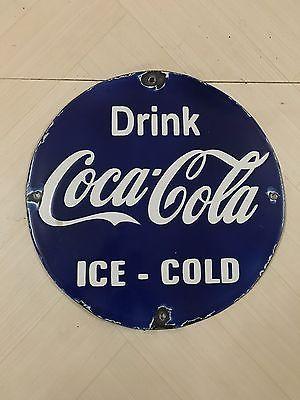 Drink
Coca-Cola
ICE - COLD